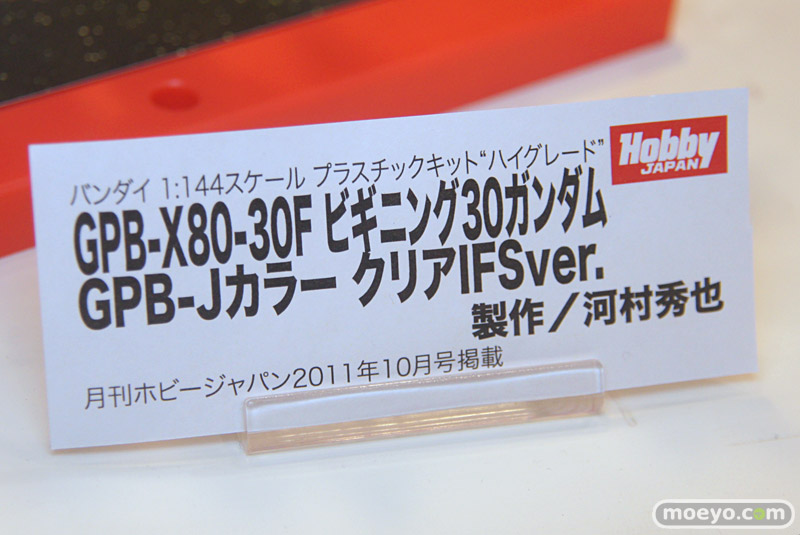 バンダイ 1:144スケール プラスチックキット“ハイグレード”
Hobby
JAPAN
GPB-X80-30F ビギニング30ガンダム
GPB-Jカラー クリアIFSver.
製作／河村秀也
月刊ホビージャパン2011年10月号掲載
moeyo.com